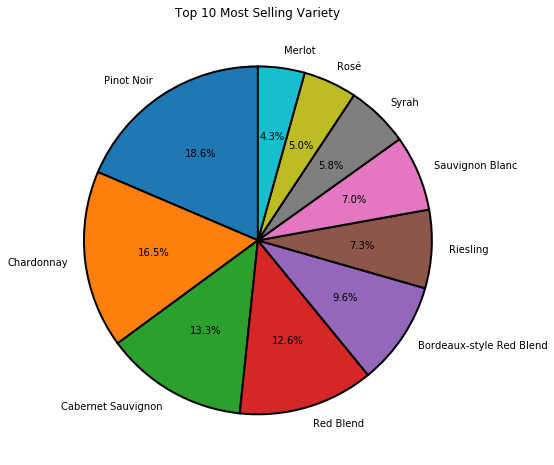 Top 10 Most Selling Variety
Merlot
Rosé
Pinot Noir
Syrah
4.3%
5.0%
18.6%
5.8%
Sauvignon Blanc
7.0%
7.3%
Riesling
Chardonnay
16.5%
9.6%
13.3%
12.6%
Bordeaux-style Red Blend
Cabernet Sauvignon
Red Blend